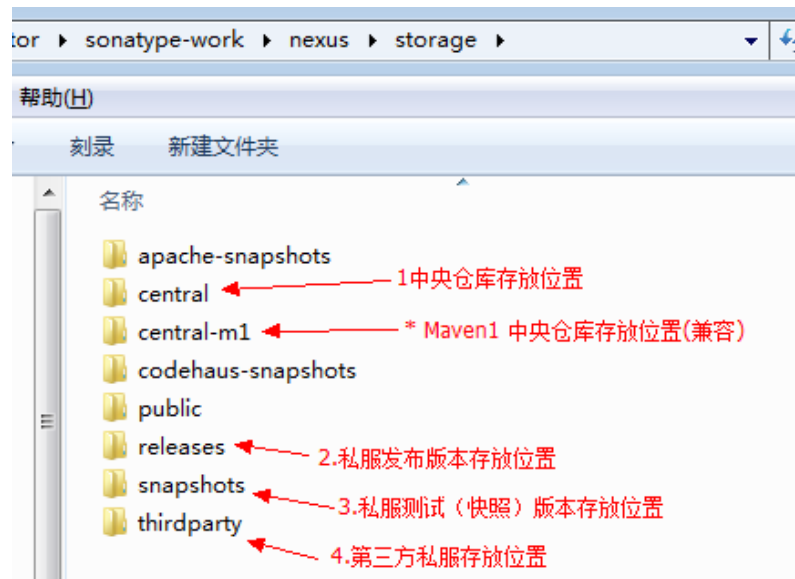 tor ▸ sonatype-work ▸ nexus ▸ storage ▸
帮助(H)
刻录 新建文件夹
名称
apache-snapshots
central
1中央仓库存放位置
central-m1
* Maven1 中央仓库存放位置(兼容)
codehaus-snapshots
public
releases
2.私服发布版本存放位置
snapshots
3.私服测试（快照）版本存放位置
thirdparty
4.第三方私服存放位置